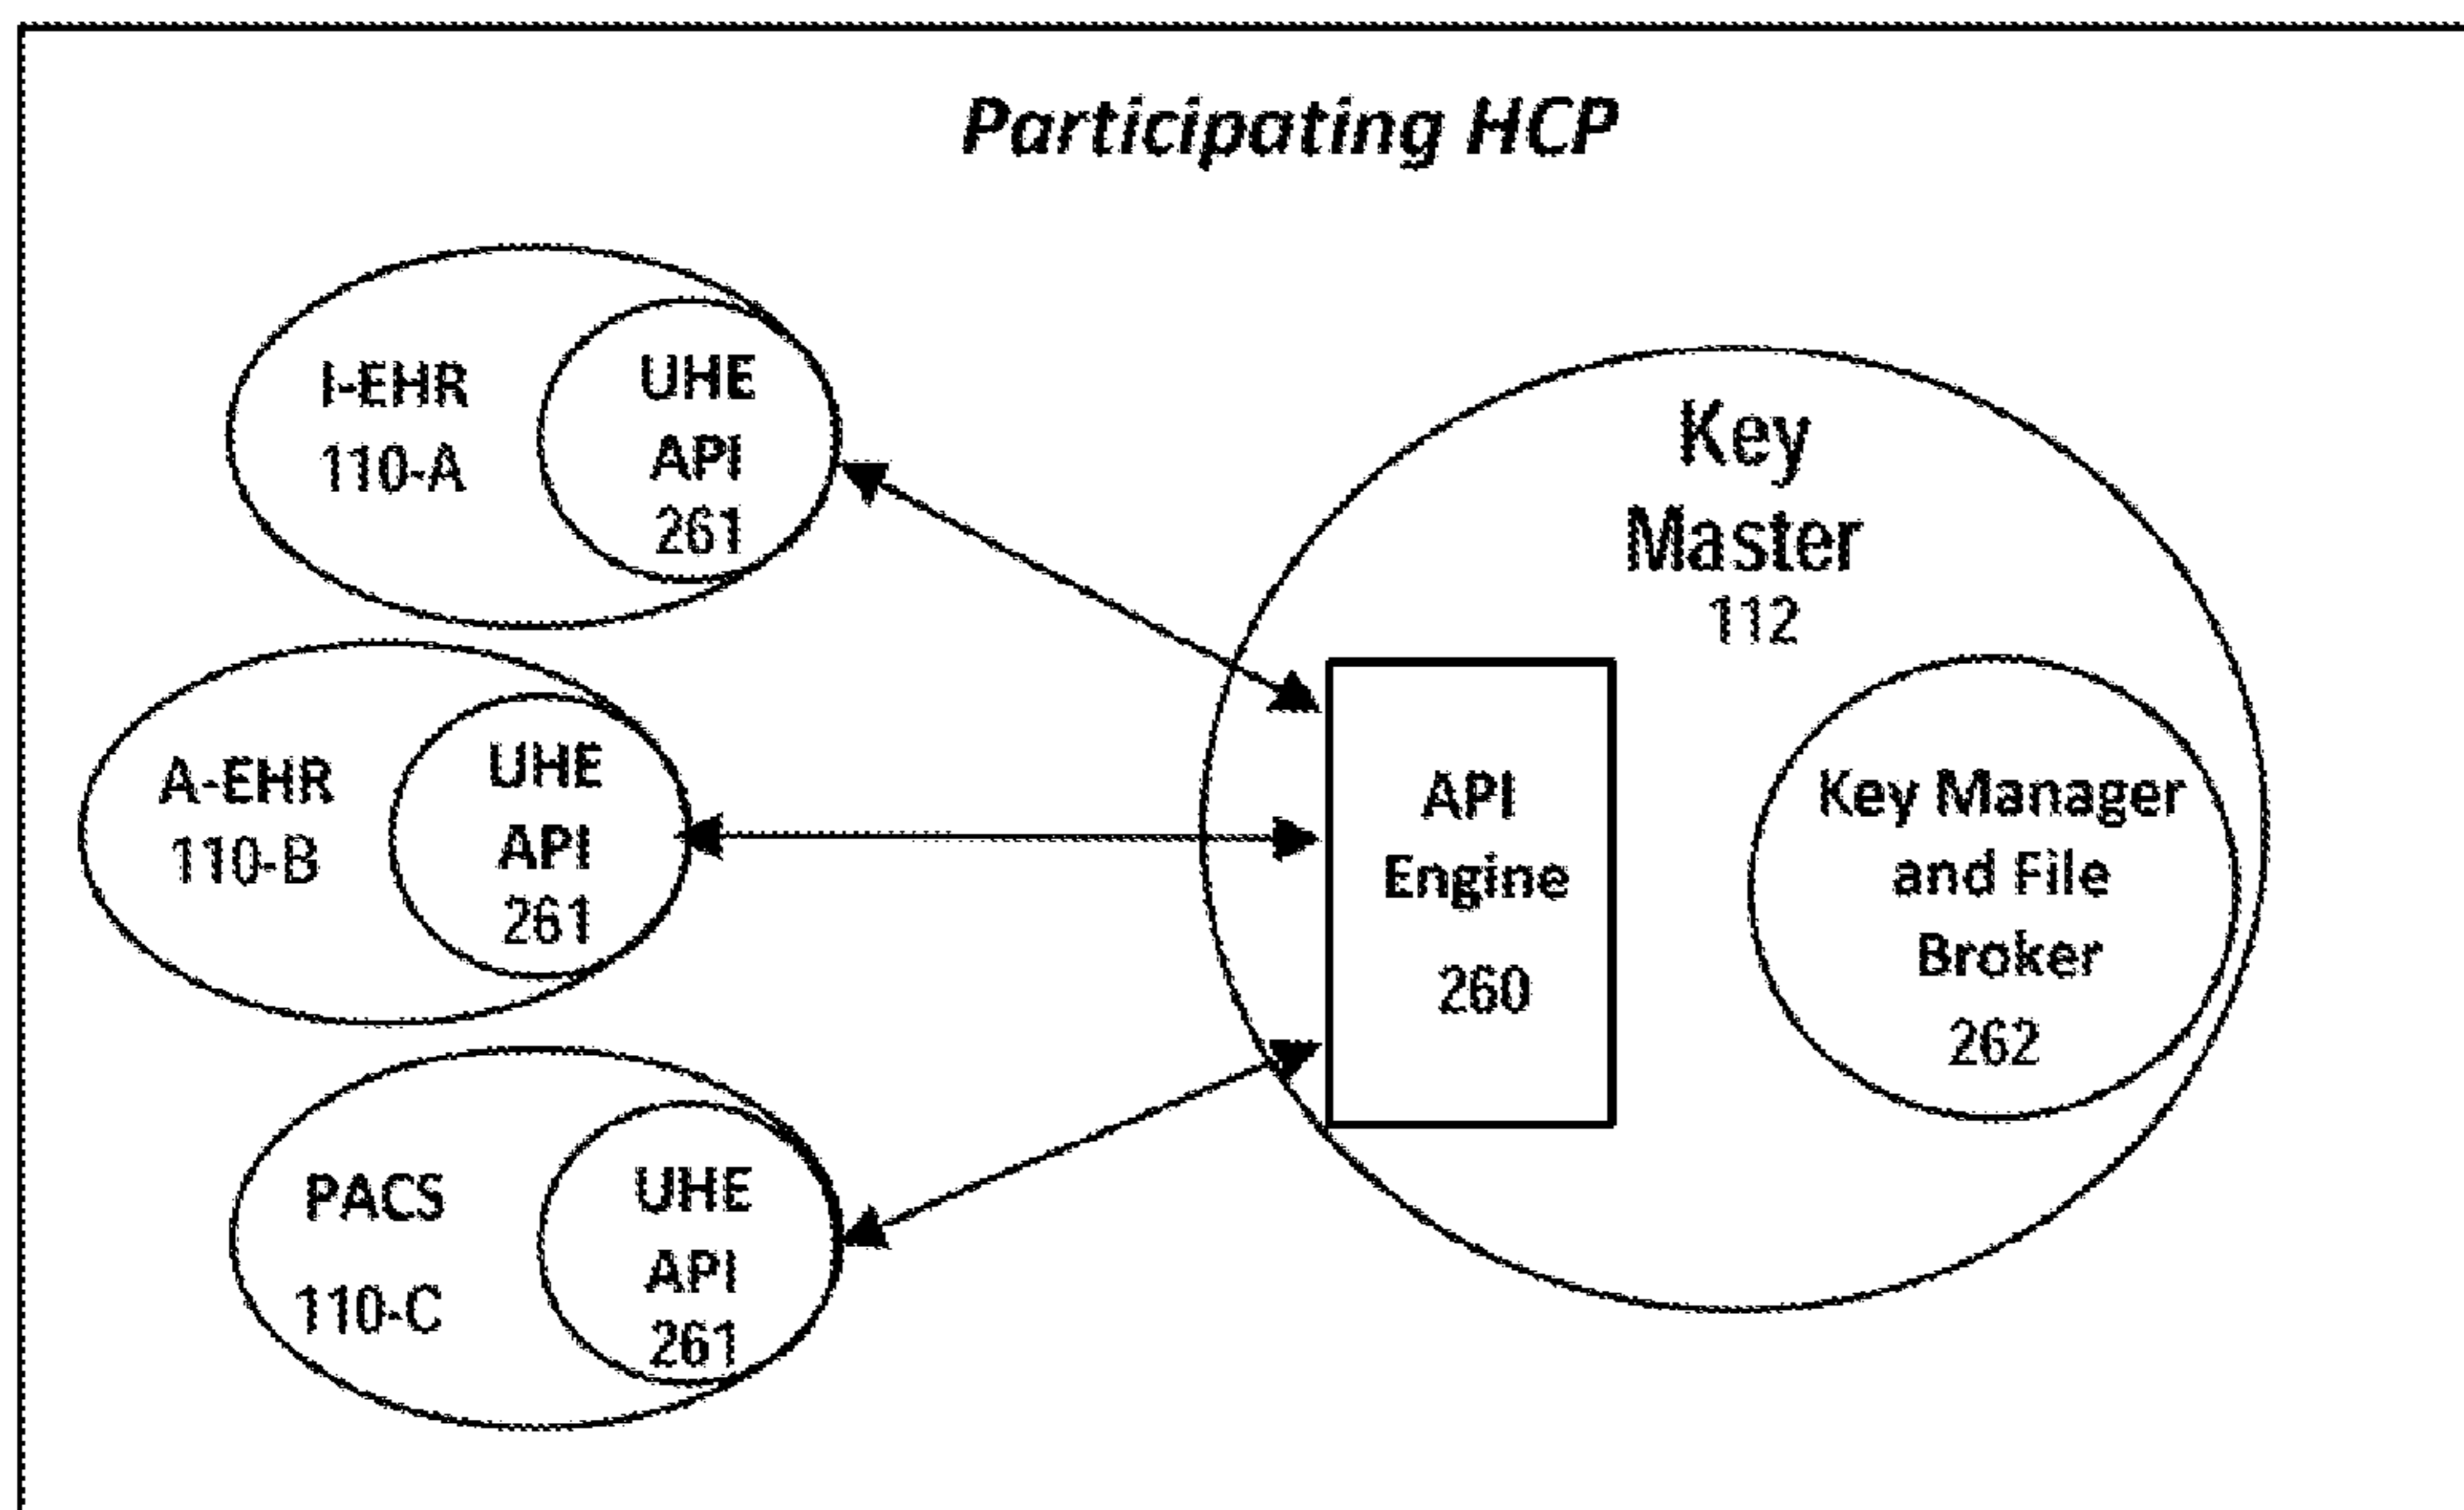 Participating HCP
I-EHR
110-A
UHE
API
261
A-EHR
110-B
UHE
API
261
PACS
110-C
UHE
API
261
Key
Master
112
API
Engine
260
Key Manager
and File
Broker
262